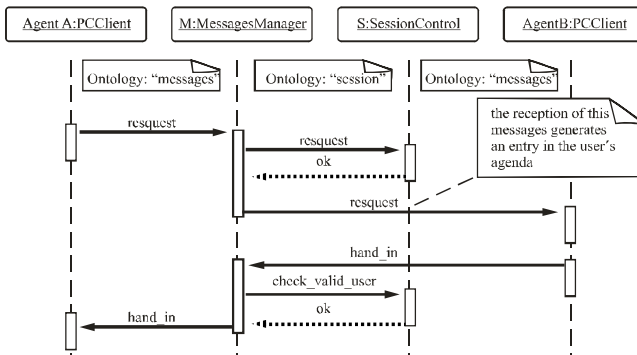 Agent A:PCClient
M:MessagesManager
S:SessionControl
AgentB:PCClient
Ontology: “messages”
Ontology: “session”
Ontology: “messages”
the reception of this
messages generates
an entry in the user´s
agenda
resquest
resquest
ok
resquest
hand_in
check_valid_user
ok
hand_in